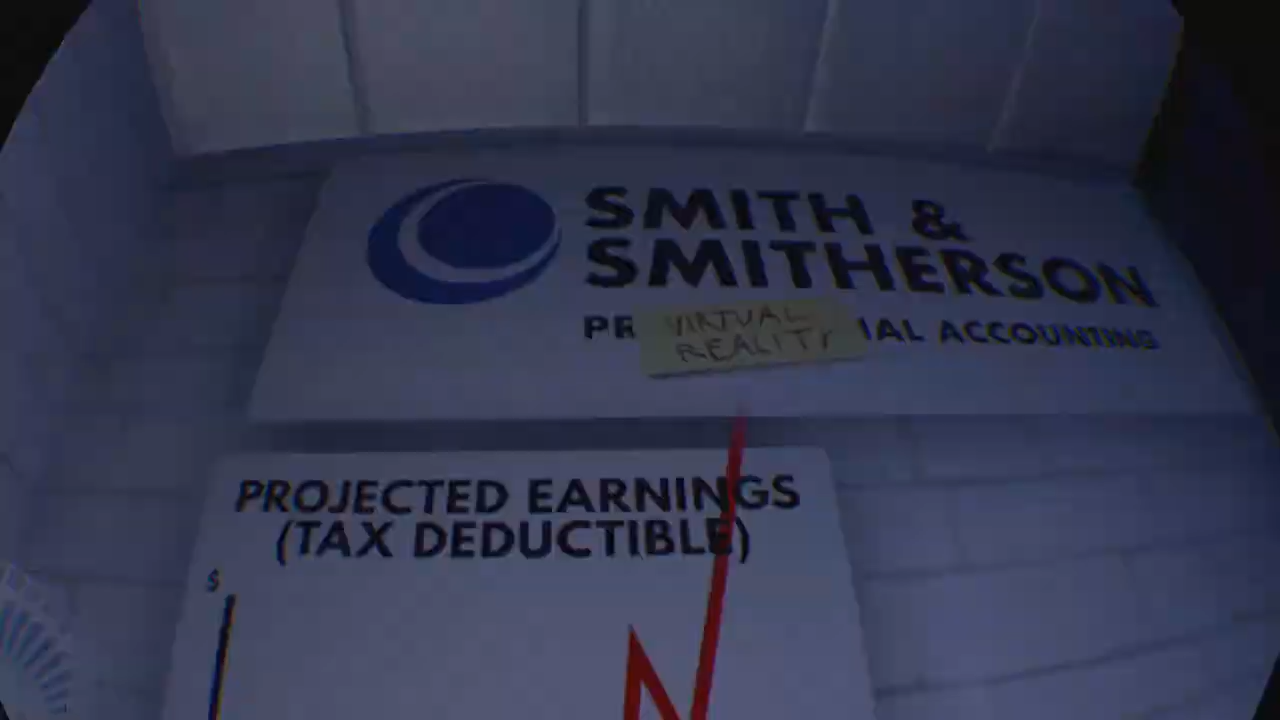 SMITH &
SMITHERSON
PR VIRTUAL IAL ACCOUNTING
REALITY
PROJECTED EARNINGS
(TAX DEDUCTIBLE)
$